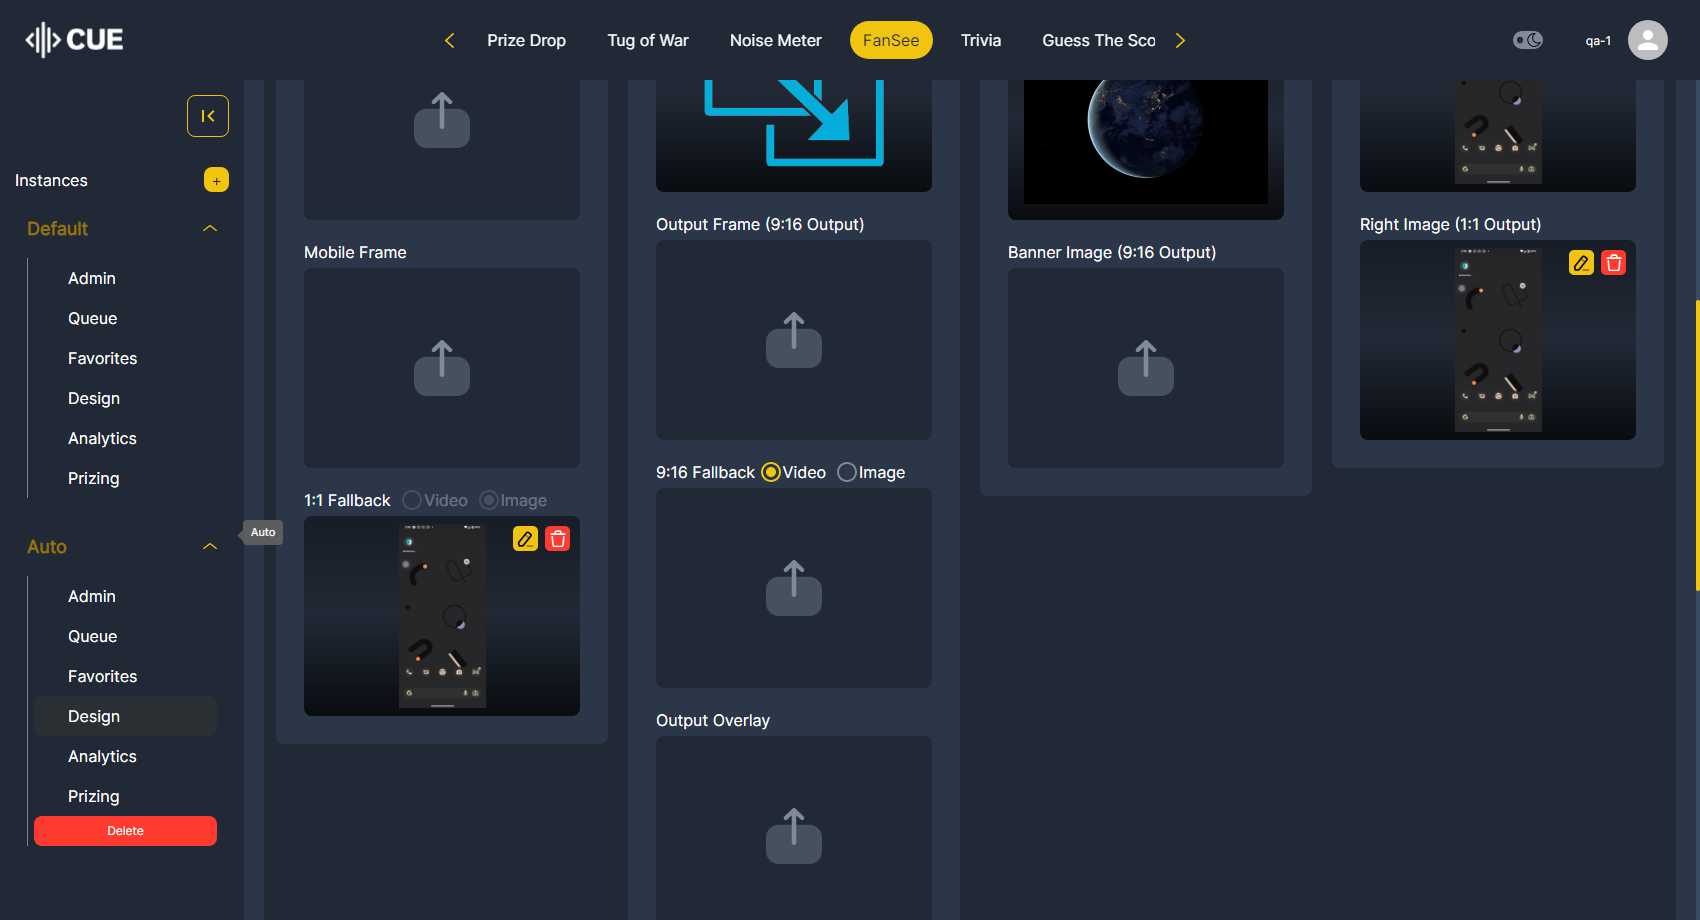 CUE
Prize Drop
Tug of War
Noise Meter
FanSee
Trivia
Guess The Sco
qa-1
Instances
+
Default
Admin
Queue
Favorites
Design
Analytics
Prizing
Auto
Auto
Admin
Queue
Favorites
Design
Analytics
Prizing
Delete
Mobile Frame
1:1 Fallback Video Image
Output Frame (9:16 Output)
9:16 Fallback Video Image
Output Overlay
Banner Image (9:16 Output)
Right Image (1:1 Output)